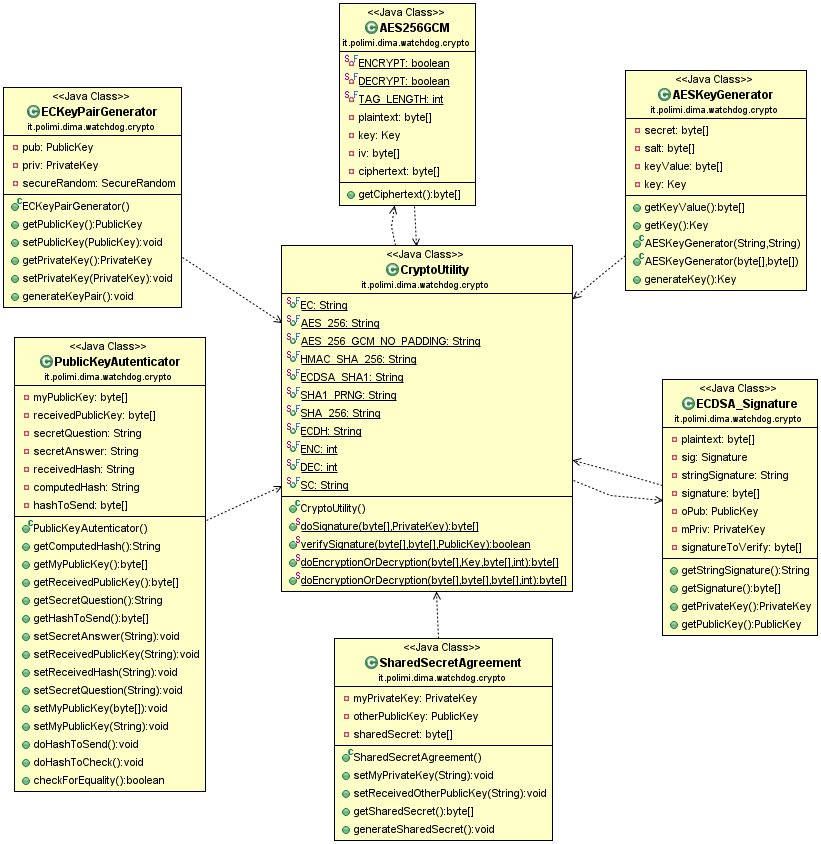 <<Java Class>>
AES256GCM
it.polimi.dima.watchdog.crypto
ENCRYPT: boolean
DECRYPT: boolean
TAG_LENGTH: int
plaintext: byte[]
key: Key
iv: byte[]
ciphertext: byte[]
getCiphertext():byte[]
<<Java Class>>
ECKeyPairGenerator
it.polimi.dima.watchdog.crypto
pub: PublicKey
priv: PrivateKey
secureRandom: SecureRandom
ECKeyPairGenerator()
getPublicKey():PublicKey
setPublicKey(PublicKey):void
getPrivateKey():PrivateKey
setPrivateKey(PrivateKey):void
generateKeyPair():void
<<Java Class>>
AESKeyGenerator
it.polimi.dima.watchdog.crypto
secret: byte[]
salt: byte[]
keyValue: byte[]
key: Key
getKeyValue():byte[]
getKey():Key
AESKeyGenerator(String,String)
AESKeyGenerator(byte[],byte[])
generateKey():Key
<<Java Class>>
CryptoUtility
it.polimi.dima.watchdog.crypto
EC: String
AES_256: String
AES_256_GCM_NO_PADDING: String
HMAC_SHA_256: String
ECDSA_SHA1: String
SHA1_PRNG: String
SHA_256: String
ECDH: String
ENC: int
DEC: int
SC: String
CryptoUtility()
doSignature(byte[],PrivateKey):byte[]
verifySignature(byte[],byte[],PublicKey):boolean
doEncryptionOrDecryption(byte[],Key,byte[],int):byte[]
doEncryptionOrDecryption(byte[],byte[],byte[],int):byte[]
<<Java Class>>
PublicKeyAutenticator
it.polimi.dima.watchdog.crypto
myPublicKey: byte[]
receivedPublicKey: byte[]
secretQuestion: String
secretAnswer: String
receivedHash: String
computedHash: String
hashToSend: byte[]
PublicKeyAutenticator()
getComputedHash():String
getMyPublicKey():byte[]
getReceivedPublicKey():byte[]
getSecretQuestion():String
getHashToSend():byte[]
setSecretAnswer(String):void
setReceivedPublicKey(String):void
setReceivedHash(String):void
setSecretQuestion(String):void
setMyPublicKey(byte[]):void
setMyPublicKey(String):void
doHashToSend():void
doHashToCheck():void
checkForEquality():boolean
<<Java Class>>
ECDSA_Signature
it.polimi.dima.watchdog.crypto
plaintext: byte[]
sig: Signature
stringSignature: String
signature: byte[]
oPub: PublicKey
mPriv: PrivateKey
signatureToVerify: byte[]
getStringSignature():String
getSignature():byte[]
getPrivateKey():PrivateKey
getPublicKey():PublicKey
<<Java Class>>
SharedSecretAgreement
it.polimi.dima.watchdog.crypto
myPrivateKey: PrivateKey
otherPublicKey: PublicKey
sharedSecret: byte[]
SharedSecretAgreement()
setMyPrivateKey(String):void
setReceivedOtherPublicKey(String):void
getSharedSecret():byte[]
generateSharedSecret():void